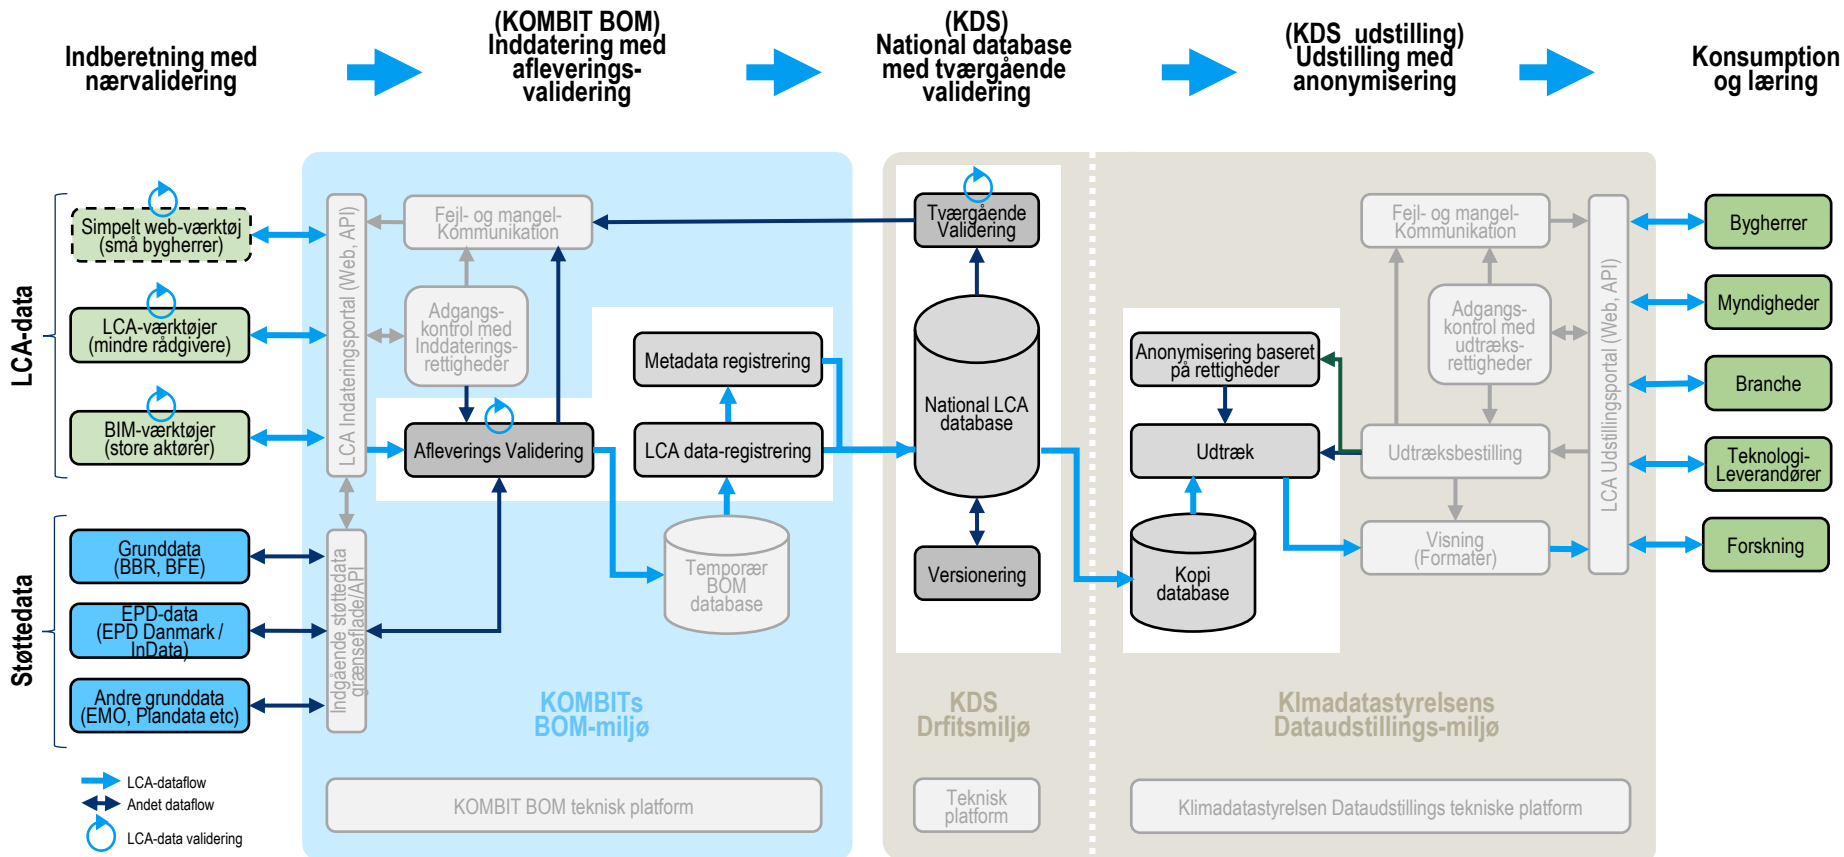 Indberetning med
nærvalidering
(KOMBIT BOM)
Inddatering med
afleverings-
validering
(KDS)
National database
med tværgående
validering
(KDS udstilling)
Udstilling med
anonymisering
Konsumption
og læring
LCA-data
Simpelt web-værktøj
(små bygherrer)
LCA-værktøjer
(mindre rådgivere)
BIM-værktøjer
(store aktører)
Støttedata
Grunddata
(BBR, BFE)
EPD-data
(EPD Danmark /
InData)
Andre grunddata
(EMO, Plandata etc)
LCA-dataflow
Andet dataflow
LCA-data validering
LCA Indateringsportal (Web, API)
Indgående støttedata
grænseflade/API
Fejl- og mangel-
Kommunikation
Adgangs-
kontrol med
Inddaterings-
rettigheder
Afleverings Validering
Metadata registrering
LCA data-registrering
Temporær
BOM
database
KOMBITs
BOM-miljø
KOMBIT BOM teknisk platform
Tværgående
Validering
National LCA
database
Versionering
KDS
Drfitsmiljø
Teknisk
platform
Anonymisering baseret
på rettigheder
Udtræk
Kopi
database
Fejl- og mangel-
Kommunikation
Adgangs-
kontrol med
udtræks-
rettigheder
Udtræksbestilling
Visning
(Formater)
LCA Udstillingsportal (Web, API)
Klmadatastyrelsens
Dataudstillings-miljø
Klimadatastyrelsen Dataudstillings tekniske platform
Bygherrer
Myndigheder
Branche
Teknologi-
Leverandører
Forskning